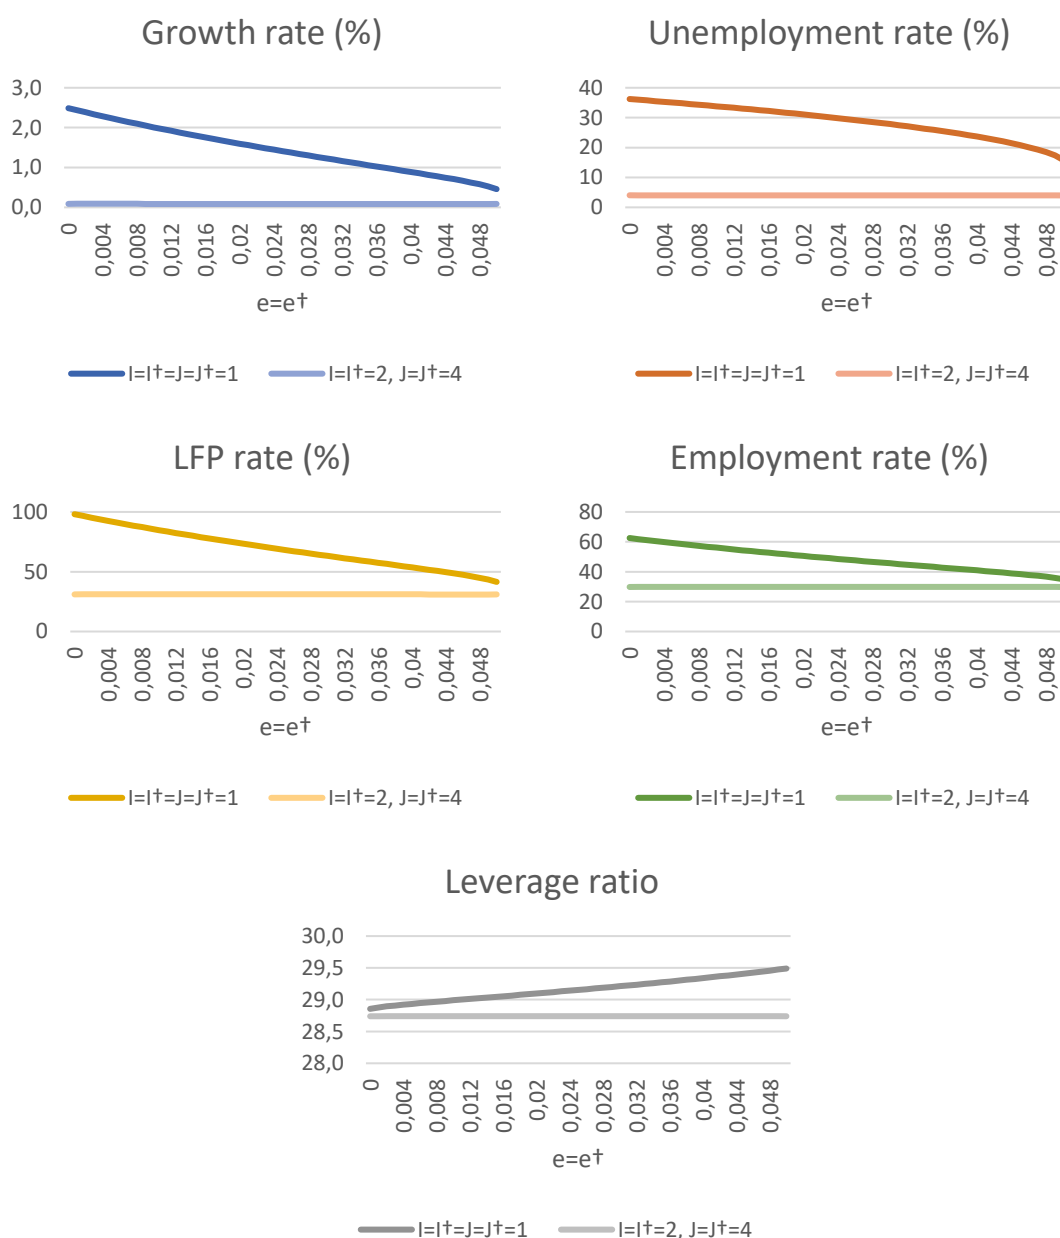 Growth rate (%)
3,0
2,0
1,0
0,0
0 0,004 0,008 0,012 0,016 0,02 0,024 0,028 0,032 0,036 0,04 0,044 0,048
e=e†
I=I†=J=J†=1 I=I†=2, J=J†=4
Unemployment rate (%)
40
30
20
10
0
0 0,004 0,008 0,012 0,016 0,02 0,024 0,028 0,032 0,036 0,04 0,044 0,048
e=e†
I=I†=J=J†=1 I=I†=2, J=J†=4
LFP rate (%)
100
50
0
0 0,004 0,008 0,012 0,016 0,02 0,024 0,028 0,032 0,036 0,04 0,044 0,048
e=e†
I=I†=J=J†=1 I=I†=2, J=J†=4
Employment rate (%)
80
60
40
20
0
0 0,004 0,008 0,012 0,016 0,02 0,024 0,028 0,032 0,036 0,04 0,044 0,048
e=e†
I=I†=J=J†=1 I=I†=2, J=J†=4
Leverage ratio
30,0
29,5
29,0
28,5
28,0
0 0,004 0,008 0,012 0,016 0,02 0,024 0,028 0,032 0,036 0,04 0,044 0,048
e=e†
I=I†=J=J†=1 I=I†=2, J=J†=4